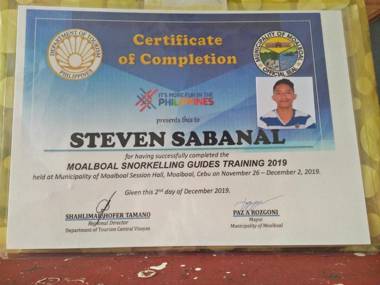 Certificate
of Completion
DEPARTMENT OF TOURISM
PHILIPPINES
MUNICIPALITY OF MOALBOAL
OFFICIAL SEAL
IT'S MORE FUN IN THE
PHILIPPINES
presents this to
STEVEN SABANAL
for having successfully completed the
MOALBOAL SNORKELLING GUIDES TRAINING 2019
held at Municipality of Moalboal Session Hall, Moalboal, Cebu on November 26 – December 2, 2019.
Given this 2nd day of December 2019.
SHAHLIMAR HOFER TAMANO
Regional Director
Department of Tourism Central Visayas
PAZ A ROZGONI
Mayor
Municipality of Moalboal